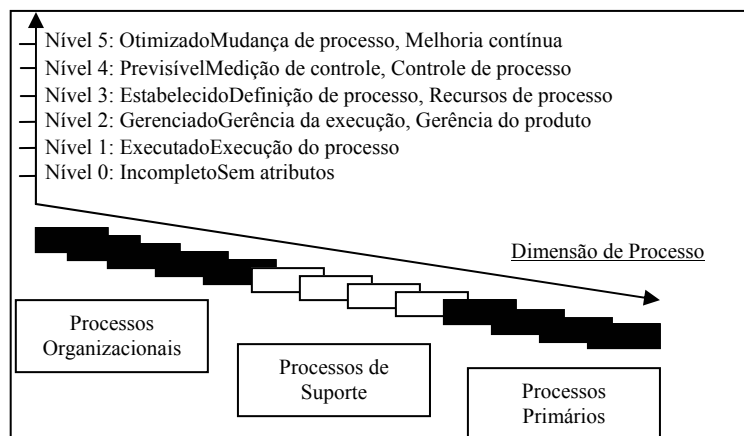 Nível 5: OtimizadoMudança de processo, Melhoria contínua
Nível 4: PrevisívelMedição de controle, Controle de processo
Nível 3: EstabelecidoDefinição de processo, Recursos de processo
Nível 2: GerenciadoGerência da execução, Gerência do produto
Nível 1: ExecutadoExecução do processo
Nível 0: IncompletoSem atributos
Dimensão de Processo
Processos
Organizacionais
Processos de
Suporte
Processos
Primários